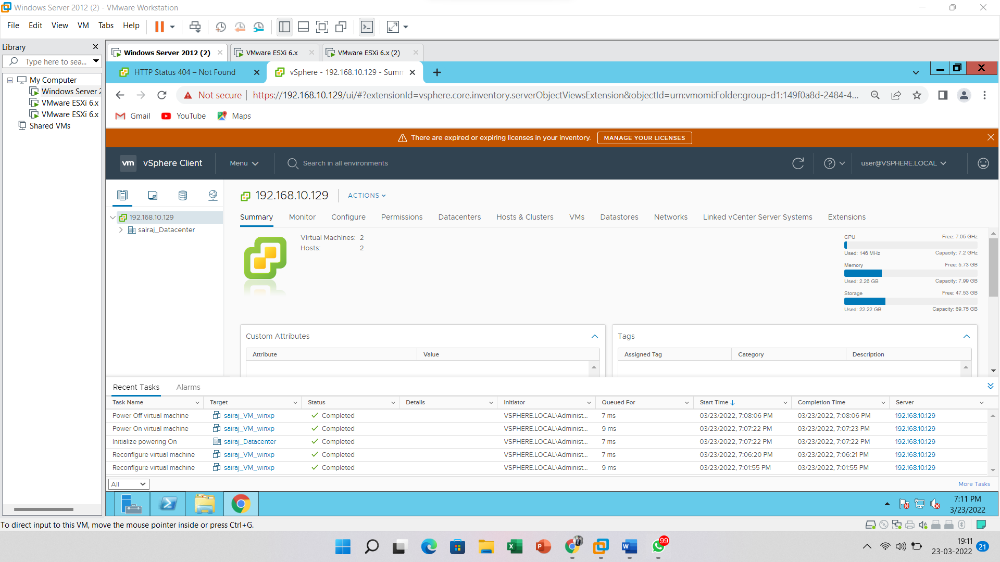 Windows Server 2012 (2) - VMware Workstation
File Edit View VM Tabs Help
Library
Type here to sea...
My Computer
Windows Server 2
VMware ESXi 6.x
VMware ESXi 6.x
Shared VMs
Windows Server 2012 (2)
VMware ESXi 6.x
VMware ESXi 6.x (2)
HTTP Status 404 – Not Found
vSphere - 192.168.10.129 - Summ
Not secure https://192.168.10.129/ui/#?extensionId=vsphere.core.inventory.serverObjectViewsExtension&objectId=urn:vmomi:Folder:group-d1:149f0a8d-2484-4...
Gmail YouTube Maps
There are expired or expiring licenses in your inventory. MANAGE YOUR LICENSES
vm vSphere Client Menu Search in all environments user@VSPHERE.LOCAL
192.168.10.129
sairaj_Datacenter
192.168.10.129 ACTIONS
Summary Monitor Configure Permissions Datacenters Hosts & Clusters VMs Datastores Networks Linked vCenter Server Systems Extensions
Virtual Machines: 2
Hosts: 2
CPU Free: 7.05 GHz
Used: 146 MHz Capacity: 7.2 GHz
Memory Free: 5.73 GB
Used: 2.26 GB Capacity: 7.99 GB
Storage Free: 47.53 GB
Used: 22.22 GB Capacity: 69.75 GB
Custom Attributes
Attribute Value
Tags
Assigned Tag Category Description
Recent Tasks Alarms
Task Name Target Status Details Initiator Queued For Start Time Completion Time Server
Power Off virtual machine sairaj_VM_winxp Completed VSPHERE.LOCAL\Administ... 7 ms 03/23/2022, 7:08:06 PM 03/23/2022, 7:08:06 PM 192.168.10.129
Power On virtual machine sairaj_VM_winxp Completed VSPHERE.LOCAL\Administ... 9 ms 03/23/2022, 7:07:22 PM 03/23/2022, 7:07:23 PM 192.168.10.129
Initialize powering On sairaj_Datacenter Completed VSPHERE.LOCAL\Administ... 7 ms 03/23/2022, 7:07:22 PM 03/23/2022, 7:07:22 PM 192.168.10.129
Reconfigure virtual machine sairaj_VM_winxp Completed VSPHERE.LOCAL\Administ... 7 ms 03/23/2022, 7:06:20 PM 03/23/2022, 7:06:21 PM 192.168.10.129
Reconfigure virtual machine sairaj_VM_winxp Completed VSPHERE.LOCAL\Administ... 9 ms 03/23/2022, 7:01:55 PM 03/23/2022, 7:01:55 PM 192.168.10.129
All More Tasks
7:11 PM
3/23/2022
To direct input to this VM, move the mouse pointer inside or press Ctrl+G.
99
19:11
23-03-2022 21